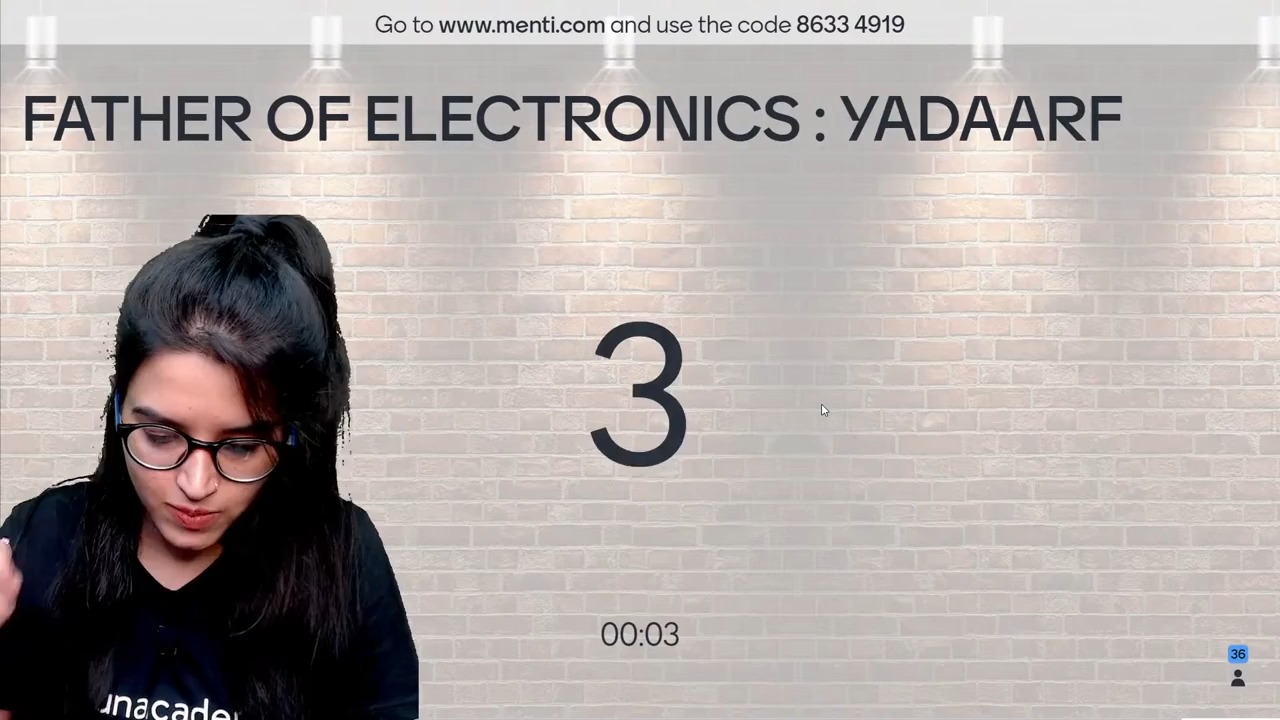 Go to www.menti.com and use the code 8633 4919
FATHER OF ELECTRONICS : YADAARF
3
00:03
36